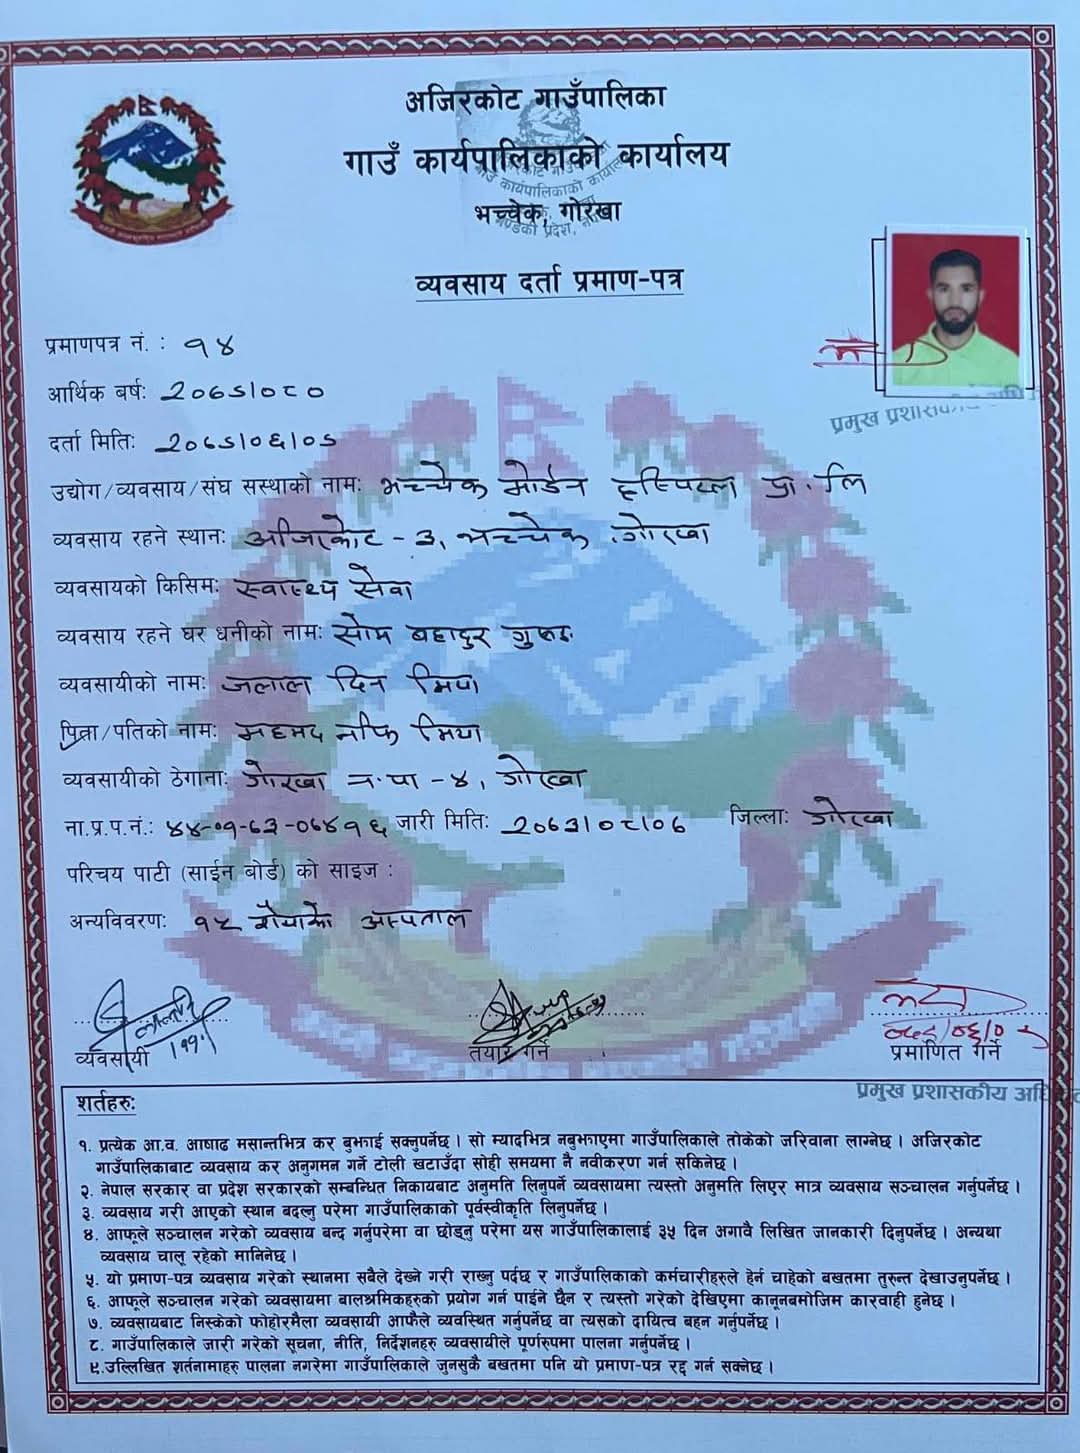 अजिरकोट गाउँपालिका
गाउँ कार्यपालिकाको कार्यालय
भच्चेक, गोरखा
व्यवसाय दर्ता प्रमाण-पत्र
प्रमाणपत्र नं. : १४
आर्थिक बर्ष: २०७९/०८०
दर्ता मिति: २०७९/०६/०९
उद्योग/व्यवसाय/संघ सस्थाको नाम: भच्चेक मोर्डन हस्पिटल प्रा. लि
व्यवसाय रहने स्थान: अजिरकोट - ३, भच्चेक, गोरखा
व्यवसायको किसिम: स्वास्थ्य सेवा
व्यवसाय रहने घर धनीको नाम: सोम बहादुर गुरुङ
व्यवसायीको नाम: जलाल दिन मिया
पिता/पतिको नाम: महमद नफि मिया
व्यवसायीको ठेगाना: गोरखा न.पा -४, गोरखा
ना.प्र.प.नं.: ४४-०१-७३-०७४१६ जारी मिति: २०७३/०८/०७ जिल्ला: गोरखा
परिचय पाटी (साईन बोर्ड) को साइज :
अन्यविवरण: १५ शैयाको अस्पताल
व्यवसायी तयार गर्ने प्रमाणित गर्ने
प्रमुख प्रशासकीय
शर्तहरु:
१. प्रत्येक आ.व. आषाढ मसान्तभित्र कर बुझाई सक्नुपर्नेछ । सो म्यादभित्र नबुझाएमा गाउँपालिकाले तोकेको जरिवाना लाग्नेछ । अजिरकोट
गाउँपालिकाबाट व्यवसाय कर अनुगमन गर्ने टोली खटाउँदा सोही समयमा नै नवीकरण गर्न सकिनेछ ।
२. नेपाल सरकार वा प्रदेश सरकारको सम्बन्धित निकायबाट अनुमति लिनुपर्ने व्यवसायमा त्यस्तो अनुमति लिएर मात्र व्यवसाय सञ्चालन गर्नुपर्नेछ ।
३. व्यवसाय गरी आएको स्थान बदल्नु परेमा गाउँपालिकाको पूर्वस्वीकृति लिनुपर्नेछ ।
४. आफूले सञ्चालन गरेको व्यवसाय बन्द गर्नुपरेमा वा छोड्नु परेमा यस गाउँपालिकालाई ३५ दिन अगावै लिखित जानकारी दिनुपर्नेछ । अन्यथा
व्यवसाय चालू रहेको मानिनेछ ।
५. यो प्रमाण-पत्र व्यवसाय गरेको स्थानमा सबैले देख्ने गरी राख्नु पर्दछ र गाउँपालिकाको कर्मचारीहरुले हेर्न चाहेको बखतमा तुरुन्त देखाउनुपर्नेछ ।
६. आफूले सञ्चालन गरेको व्यवसायमा बालश्रमिकहरुको प्रयोग गर्न पाईने छैन र त्यस्तो गरेको देखिएमा कानूनबमोजिम कारवाही हुनेछ ।
७. व्यवसायबाट निस्केको फोहोरमैला व्यवसायी आफैले व्यवस्थित गर्नुपर्नेछ वा त्यसको दायित्व बहन गर्नुपर्नेछ ।
८. गाउँपालिकाले जारी गरेको सूचना, नीति, निर्देशनहरु व्यवसायीले पूर्णरुपमा पालना गर्नुपर्नेछ ।
९.उल्लिखित शर्तनामाहरु पालना नगरेमा गाउँपालिकाले जुनसुकै बखतमा पनि यो प्रमाण-पत्र रद्द गर्न सक्नेछ ।